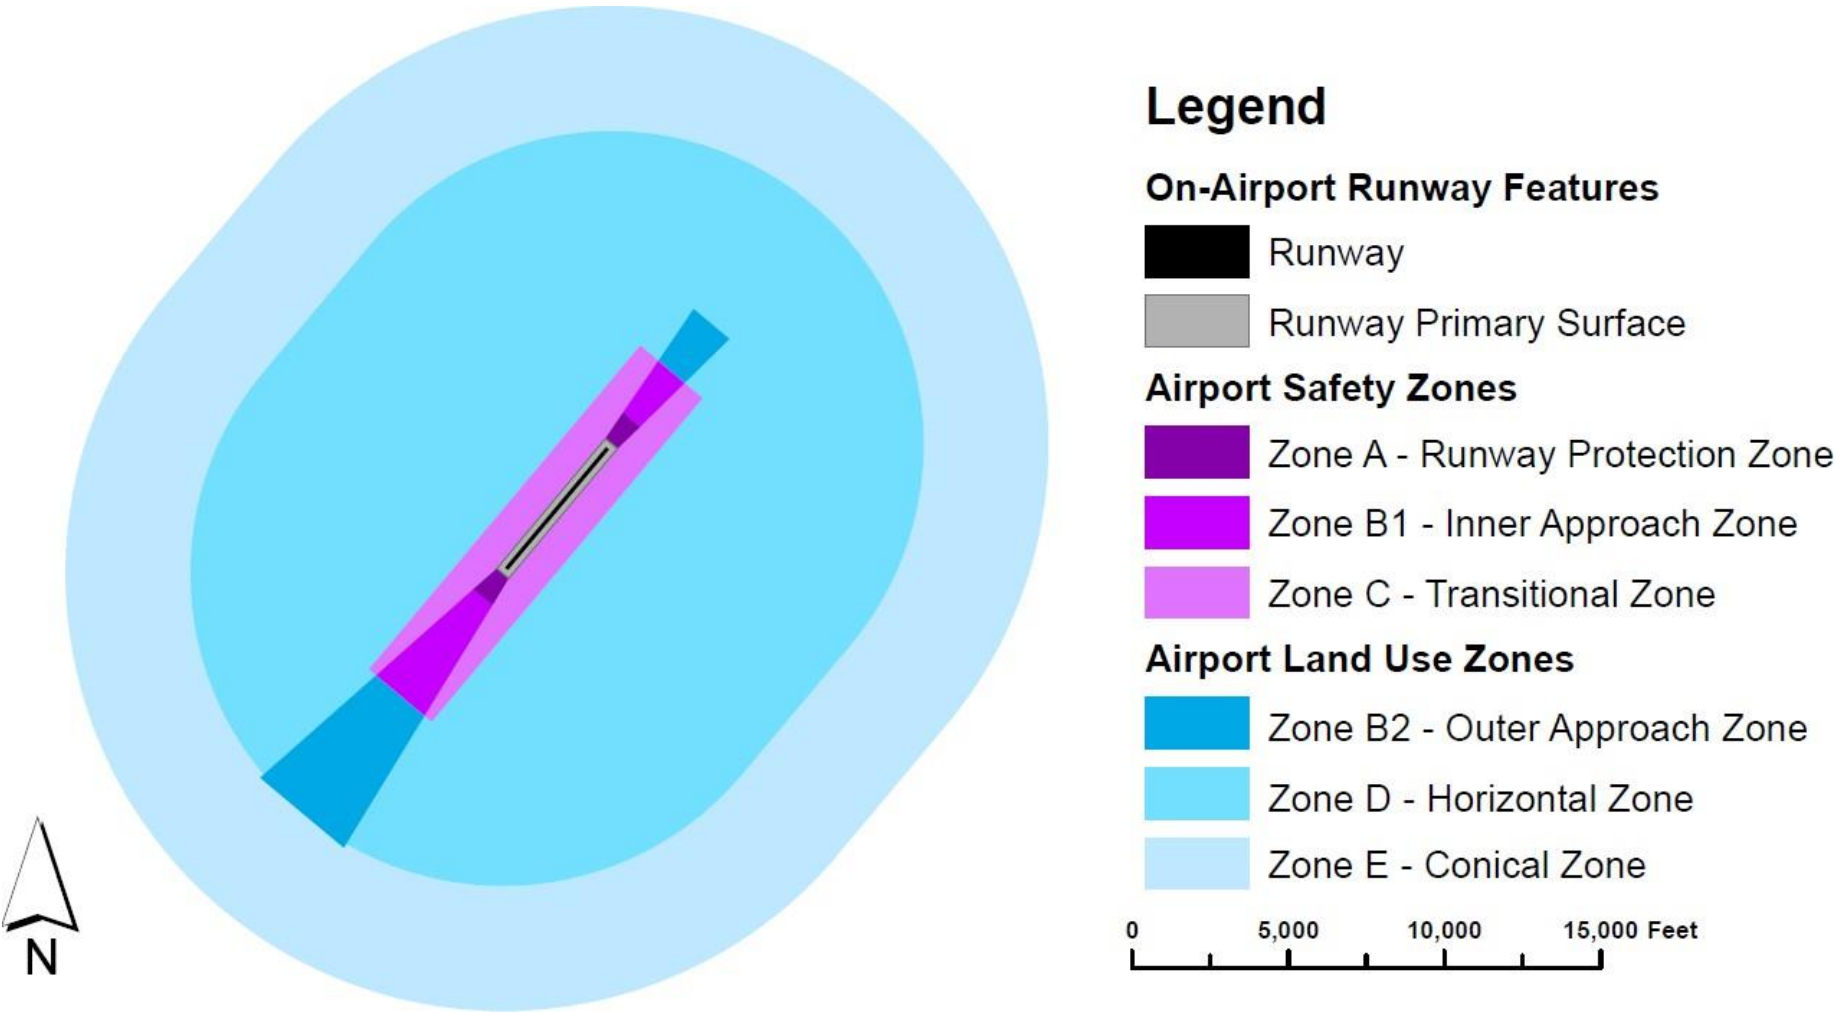 Legend
On-Airport Runway Features
Runway
Runway Primary Surface
Airport Safety Zones
Zone A - Runway Protection Zone
Zone B1 - Inner Approach Zone
Zone C - Transitional Zone
Airport Land Use Zones
Zone B2 - Outer Approach Zone
Zone D - Horizontal Zone
Zone E - Conical Zone
0 5,000 10,000 15,000 Feet
N